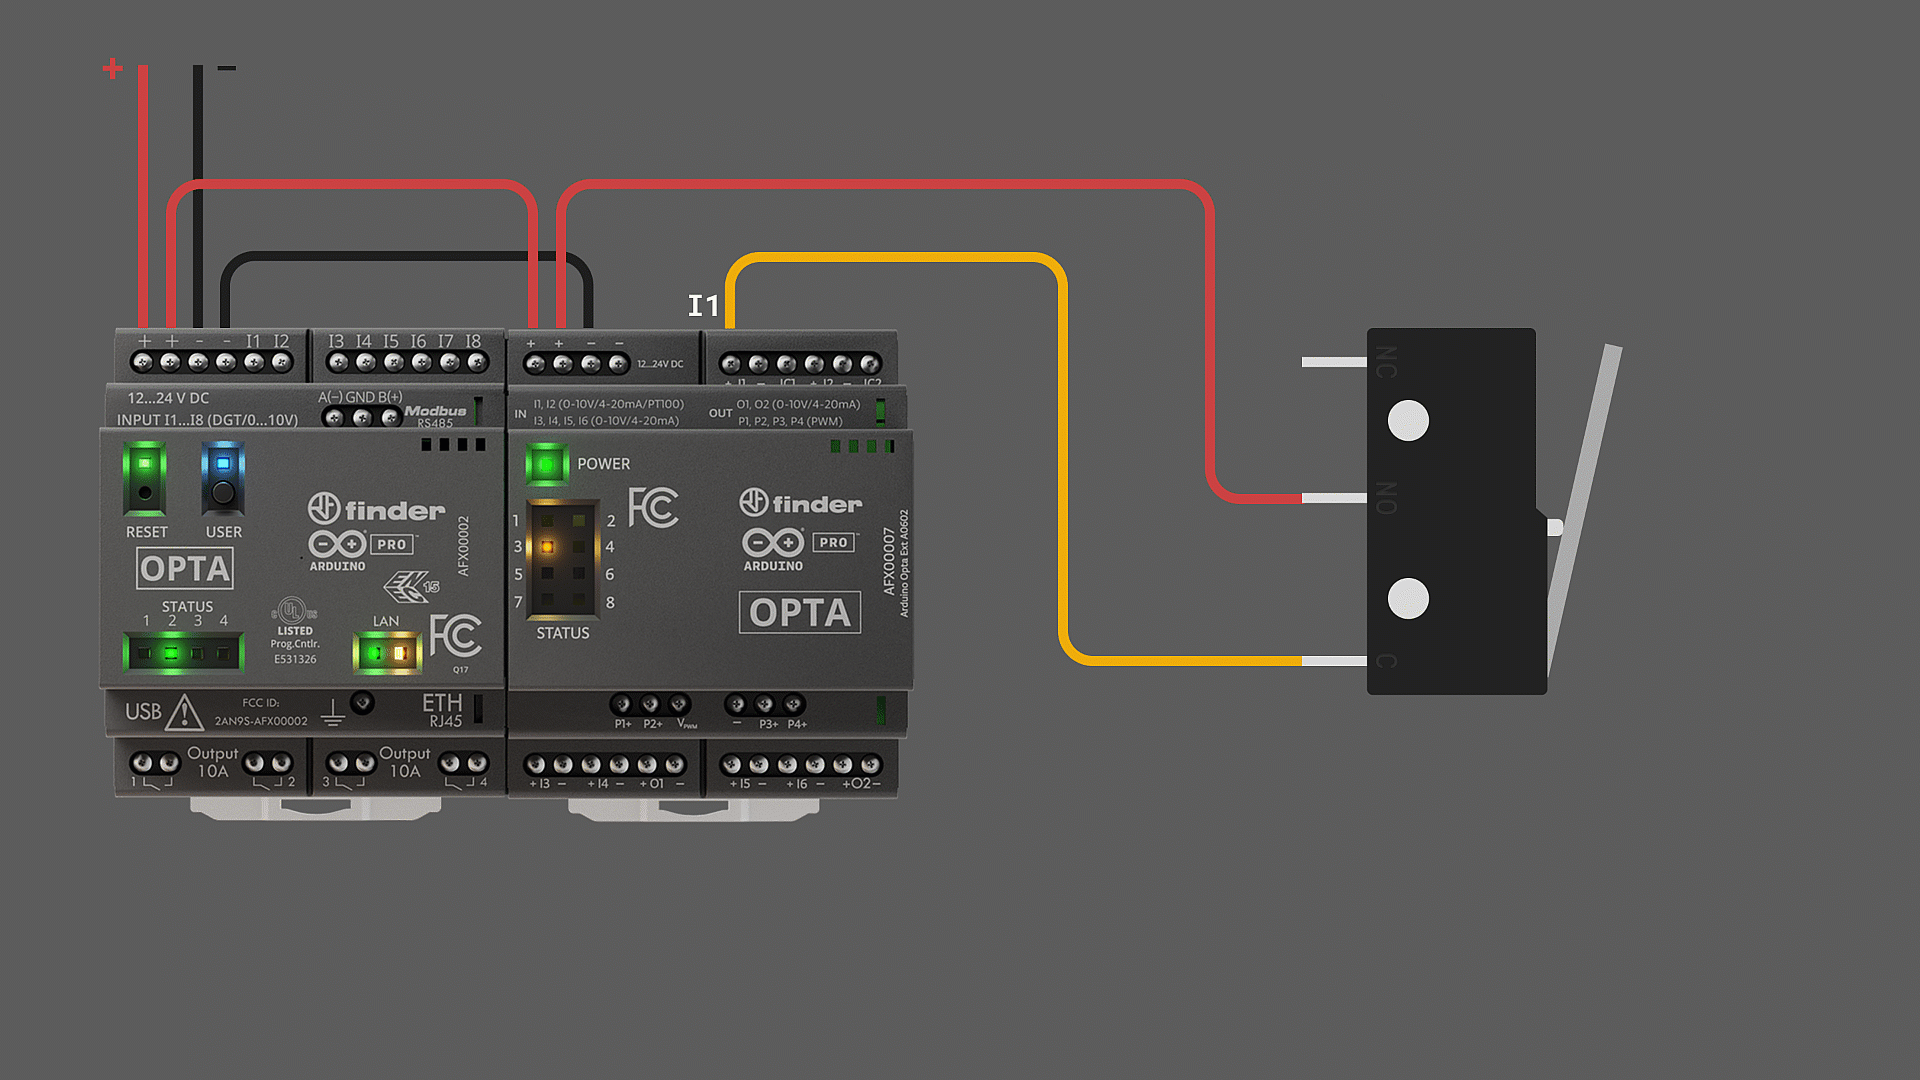 + −
I1
+ + - - I1 I2
I3 I4 I5 I6 I7 I8
12...24 V DC
INPUT I1...I8 (DGT/0...10V)
A(−) GND B(+)
Modbus
RS485
RESET
USER
finder
ARDUINO PRO
AFX00002
OPTA
STATUS
1 2 3 4
UL
LISTED
Prog.Cntlr.
E531326
ENEC 15
LAN
FC
Q17
USB
FCC ID:
2AN9S-AFX00002
ETH
RJ45
1 Output 10A 2
3 Output 10A 4
+ + − − 12...24V DC
+ I1 − IC1 + I2 − IC2
IN
I1, I2 (0-10V/4-20mA/PT100)
I3, I4, I5, I6 (0-10V/4-20mA)
OUT
O1, O2 (0-10V/4-20mA)
P1, P2, P3, P4 (PWM)
POWER
1 2
3 4
5 6
7 8
STATUS
FC
finder
ARDUINO PRO
OPTA
AFX00007
Arduino Opta Ext A0602
P1+ P2+ VPWM
− P3+ P4+
+ I3 − + I4 − + O1 −
+ I5 − + I6 − +O2−
NC
NO
C